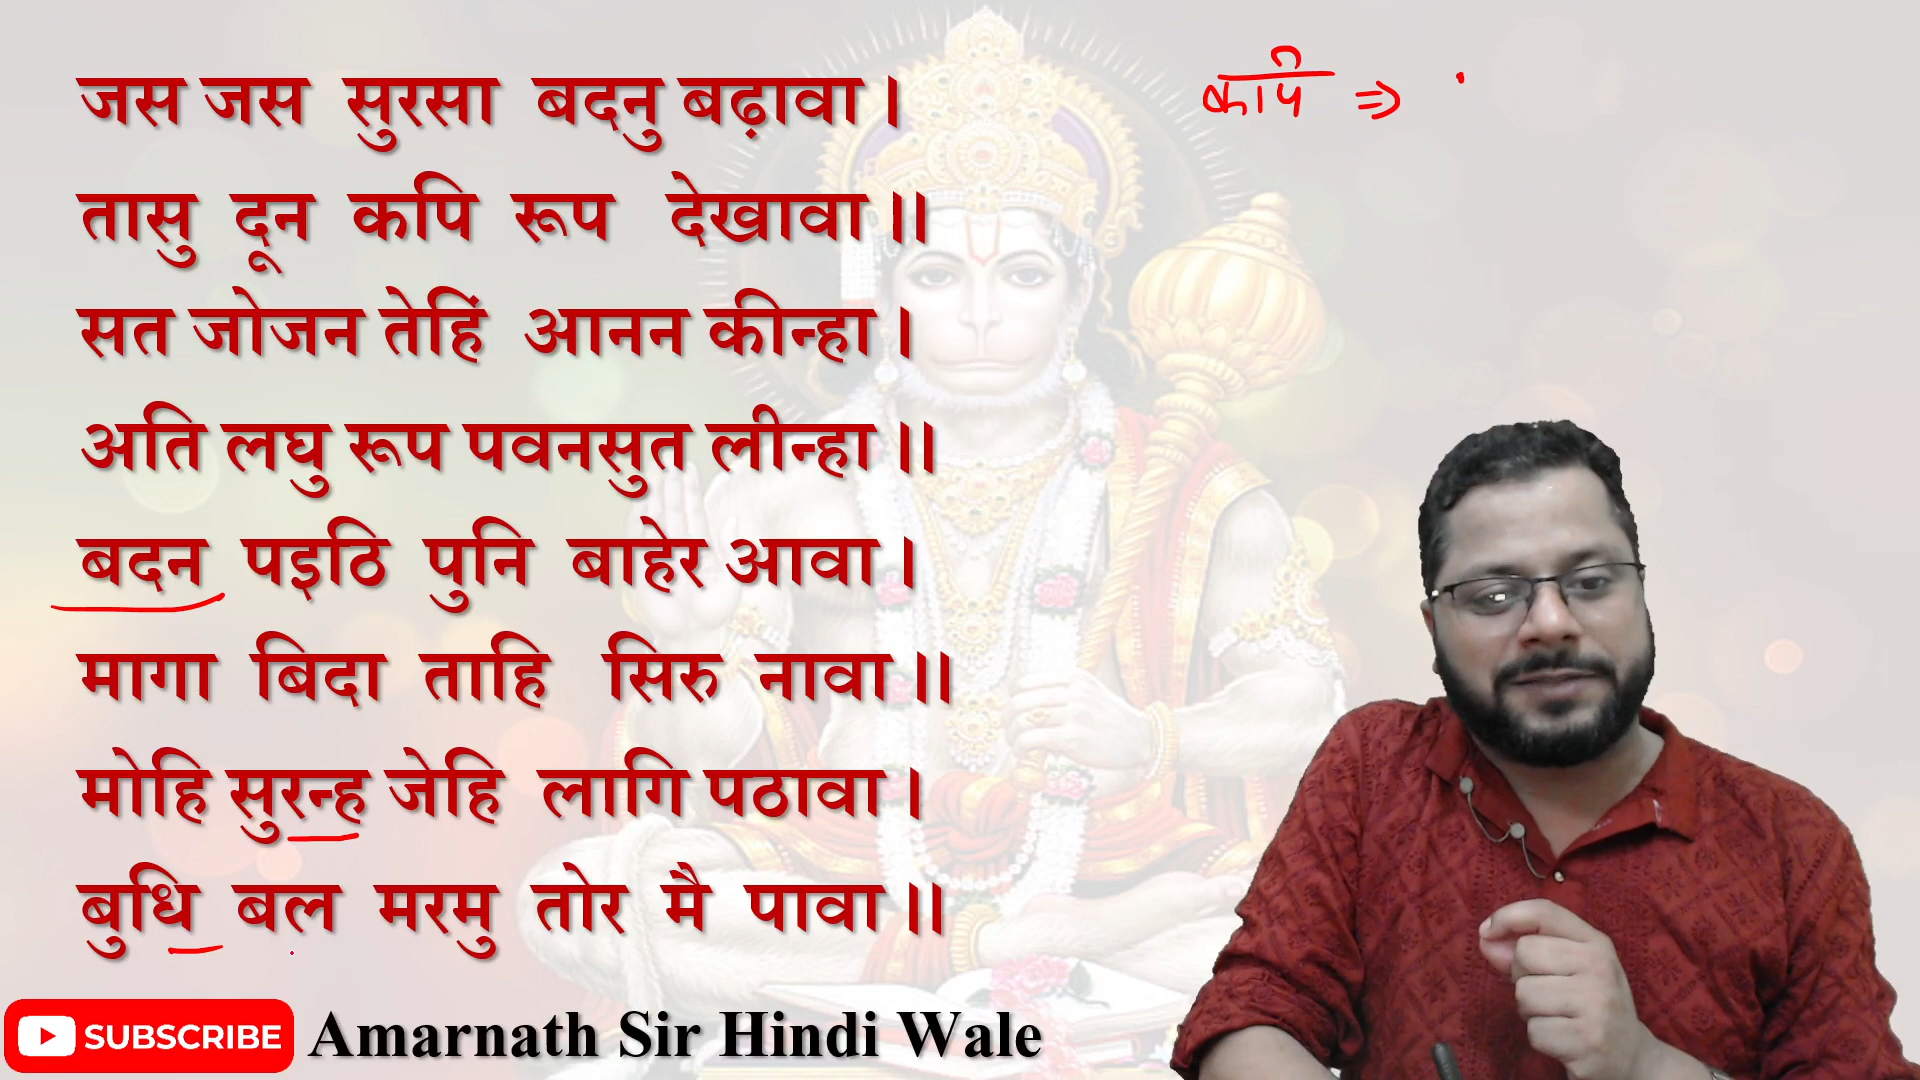 जस जस सुरसा बदनु बढ़ावा ।
तासु दून कपि रूप देखावा ॥
सत जोजन तेहिं आनन कीन्हा ।
अति लघु रूप पवनसुत लीन्हा ॥
बदन पइठि पुनि बाहेर आवा ।
मागा बिदा ताहि सिरु नावा ॥
मोहि सुरन्ह जेहि लागि पठावा ।
बुधि बल मरमु तोर मै पावा ॥
कपि ⇒
SUBSCRIBE Amarnath Sir Hindi Wale